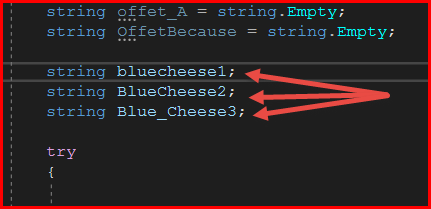 string offet_A = string.Empty;
string OffetBecause = string.Empty;
string bluecheese1;
string BlueCheese2;
string Blue_Cheese3;
try
{